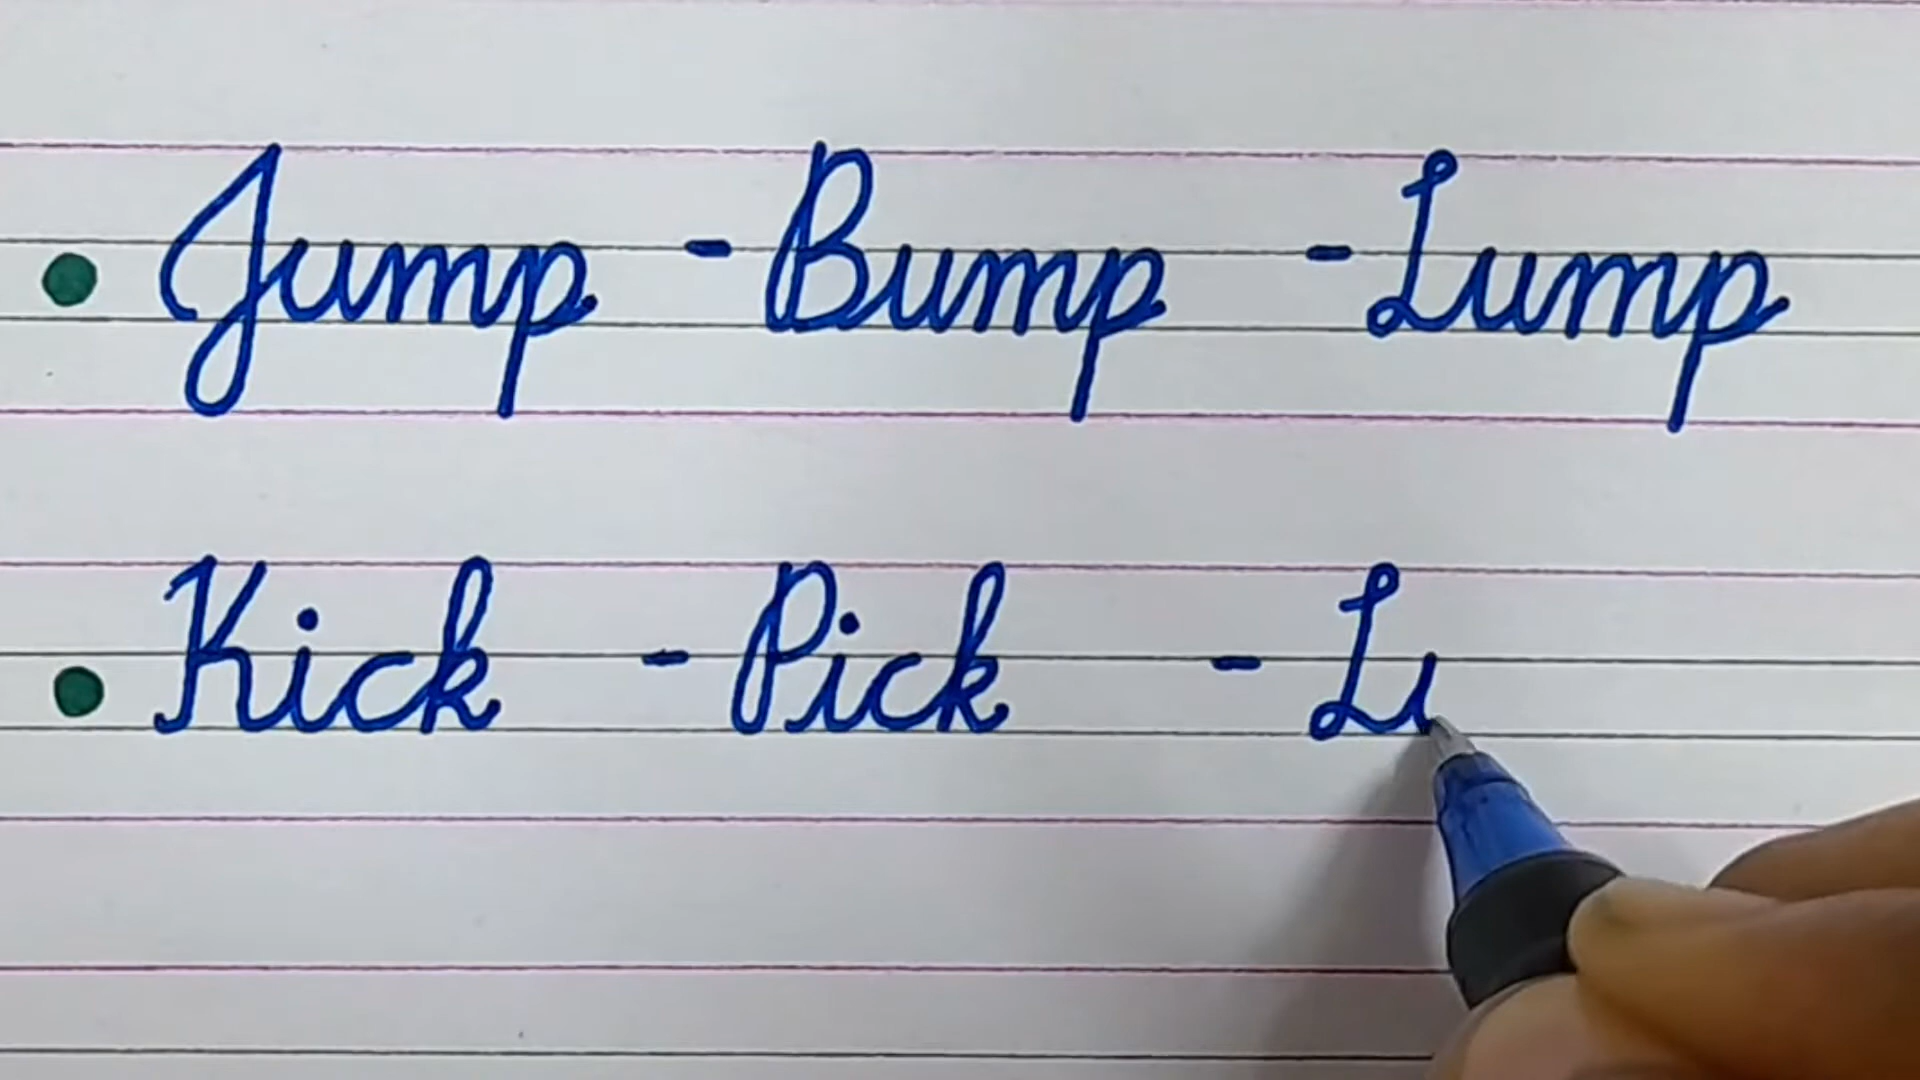 • Jump - Bump - Lump
• Kick - Pick - Li